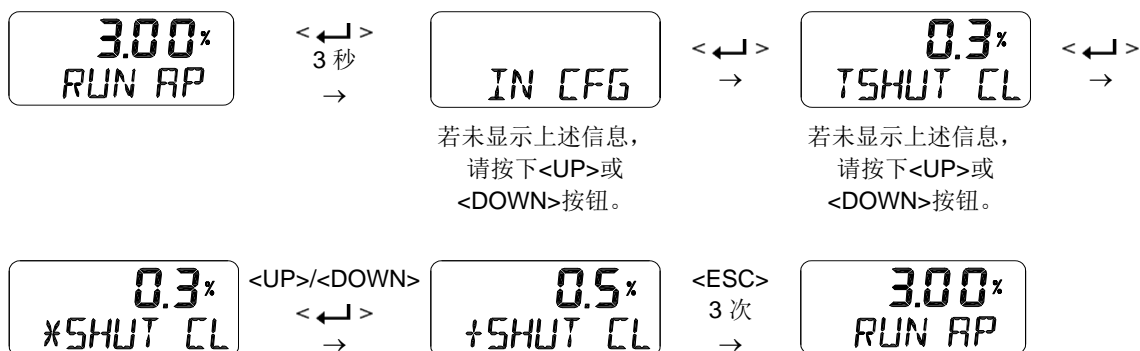 3.00%
RUN AP
<↵>
3 秒
→
IN CFG
若未显示上述信息，
请按下<UP>或
<DOWN>按钮。
<↵>
→
0.3%
TSHUT CL
若未显示上述信息，
请按下<UP>或
<DOWN>按钮。
<↵>
→
0.3%
*SHUT CL
<UP>/<DOWN>
<↵>
→
0.5%
+SHUT CL
<ESC>
3 次
→
3.00%
RUN AP